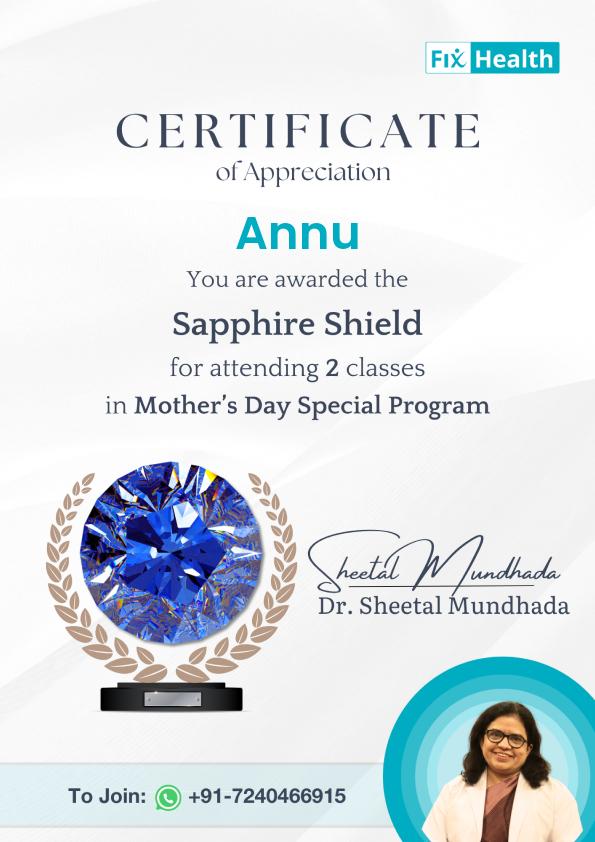 Fix Health
CERTIFICATE
of Appreciation
Annu
You are awarded the
Sapphire Shield
for attending 2 classes
in Mother's Day Special Program
Sheetal Mundhada
Dr. Sheetal Mundhada
To Join: +91-7240466915